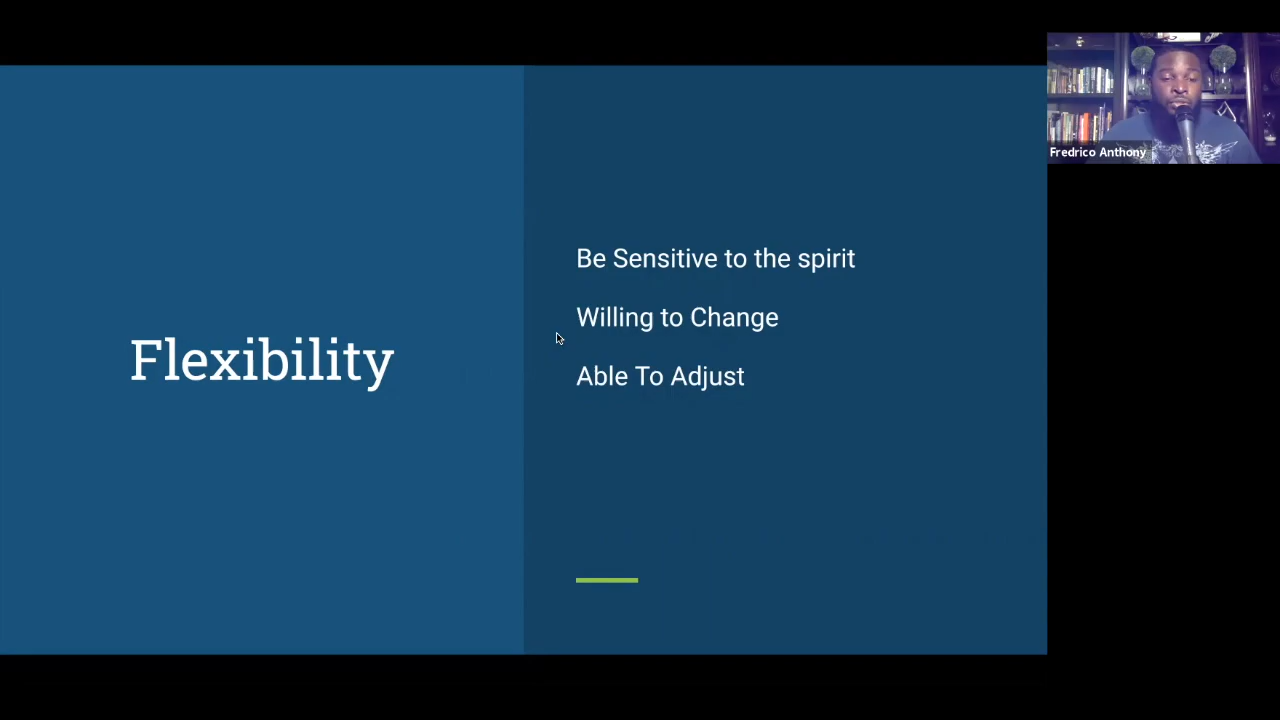 Flexibility
Be Sensitive to the spirit
Willing to Change
Able To Adjust
Fredrico Anthony